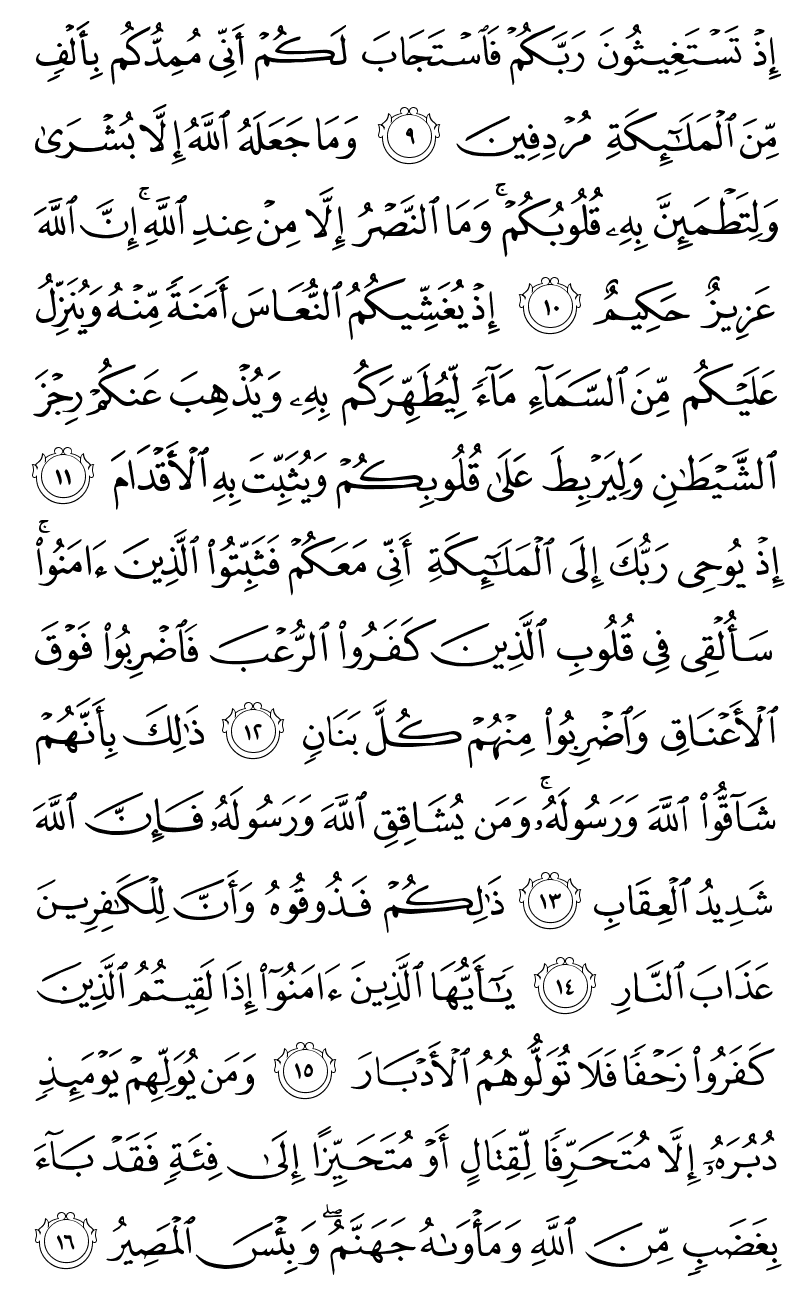 إِذۡ تَسۡتَغِيثُونَ رَبَّكُمۡ فَٱسۡتَجَابَ لَكُمۡ أَنِّي مُمِدُّكُم بِأَلۡفٖ
مِّنَ ٱلۡمَلَٰٓئِكَةِ مُرۡدِفِينَ ٩ وَمَا جَعَلَهُ ٱللَّهُ إِلَّا بُشۡرَىٰ
وَلِتَطۡمَئِنَّ بِهِۦ قُلُوبُكُمۡۚ وَمَا ٱلنَّصۡرُ إِلَّا مِنۡ عِندِ ٱللَّهِۚ إِنَّ ٱللَّهَ
عَزِيزٌ حَكِيمٌ ١٠ إِذۡ يُغَشِّيكُمُ ٱلنُّعَاسَ أَمَنَةٗ مِّنۡهُ وَيُنَزِّلُ
عَلَيۡكُم مِّنَ ٱلسَّمَآءِ مَآءٗ لِّيُطَهِّرَكُم بِهِۦ وَيُذۡهِبَ عَنكُمۡ رِجۡزَ
ٱلشَّيۡطَٰنِ وَلِيَرۡبِطَ عَلَىٰ قُلُوبِكُمۡ وَيُثَبِّتَ بِهِ ٱلۡأَقۡدَامَ ١١
إِذۡ يُوحِي رَبُّكَ إِلَى ٱلۡمَلَٰٓئِكَةِ أَنِّي مَعَكُمۡ فَثَبِّتُواْ ٱلَّذِينَ ءَامَنُواْۚ
سَأُلۡقِي فِي قُلُوبِ ٱلَّذِينَ كَفَرُواْ ٱلرُّعۡبَ فَٱضۡرِبُواْ فَوۡقَ
ٱلۡأَعۡنَاقِ وَٱضۡرِبُواْ مِنۡهُمۡ كُلَّ بَنَانٖ ١٢ ذَٰلِكَ بِأَنَّهُمۡ
شَآقُّواْ ٱللَّهَ وَرَسُولَهُۥۚ وَمَن يُشَاقِقِ ٱللَّهَ وَرَسُولَهُۥ فَإِنَّ ٱللَّهَ
شَدِيدُ ٱلۡعِقَابِ ١٣ ذَٰلِكُمۡ فَذُوقُوهُ وَأَنَّ لِلۡكَٰفِرِينَ
عَذَابَ ٱلنَّارِ ١٤ يَٰٓأَيُّهَا ٱلَّذِينَ ءَامَنُوٓاْ إِذَا لَقِيتُمُ ٱلَّذِينَ
كَفَرُواْ زَحۡفٗا فَلَا تُوَلُّوهُمُ ٱلۡأَدۡبَارَ ١٥ وَمَن يُوَلِّهِمۡ يَوۡمَئِذٖ
دُبُرَهُۥٓ إِلَّا مُتَحَرِّفٗا لِّقِتَالٍ أَوۡ مُتَحَيِّزًا إِلَىٰ فِئَةٖ فَقَدۡ بَآءَ
بِغَضَبٖ مِّنَ ٱللَّهِ وَمَأۡوَىٰهُ جَهَنَّمُۖ وَبِئۡسَ ٱلۡمَصِيرُ ١٦